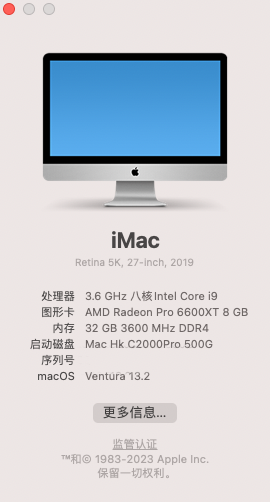 iMac
Retina 5K, 27-inch, 2019
处理器 3.6 GHz 八核Intel Core i9
图形卡 AMD Radeon Pro 6600XT 8 GB
内存 32 GB 3600 MHz DDR4
启动磁盘 Mac Hk C2000Pro 500G
序列号
macOS Ventura 13.2
更多信息...
监管认证
™和© 1983-2023 Apple Inc.
保留一切权利。